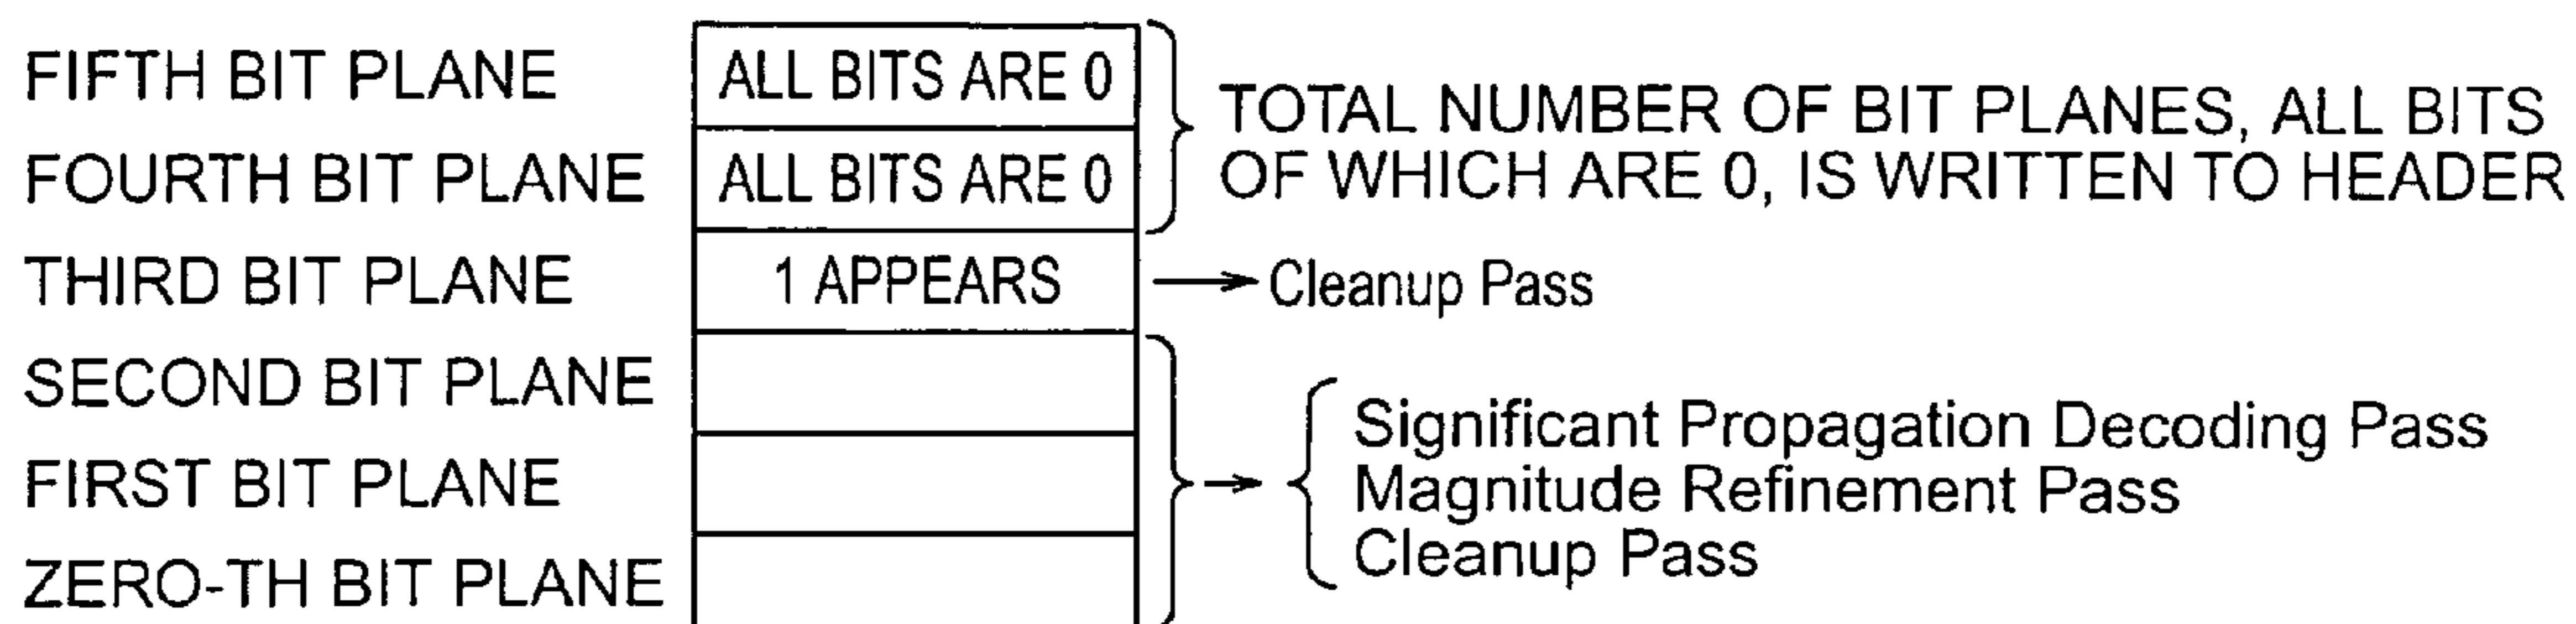 FIFTH BIT PLANE ALL BITS ARE 0
FOURTH BIT PLANE ALL BITS ARE 0
TOTAL NUMBER OF BIT PLANES, ALL BITS
OF WHICH ARE 0, IS WRITTEN TO HEADER
THIRD BIT PLANE 1 APPEARS Cleanup Pass
SECOND BIT PLANE
FIRST BIT PLANE
ZERO-TH BIT PLANE
Significant Propagation Decoding Pass
Magnitude Refinement Pass
Cleanup Pass